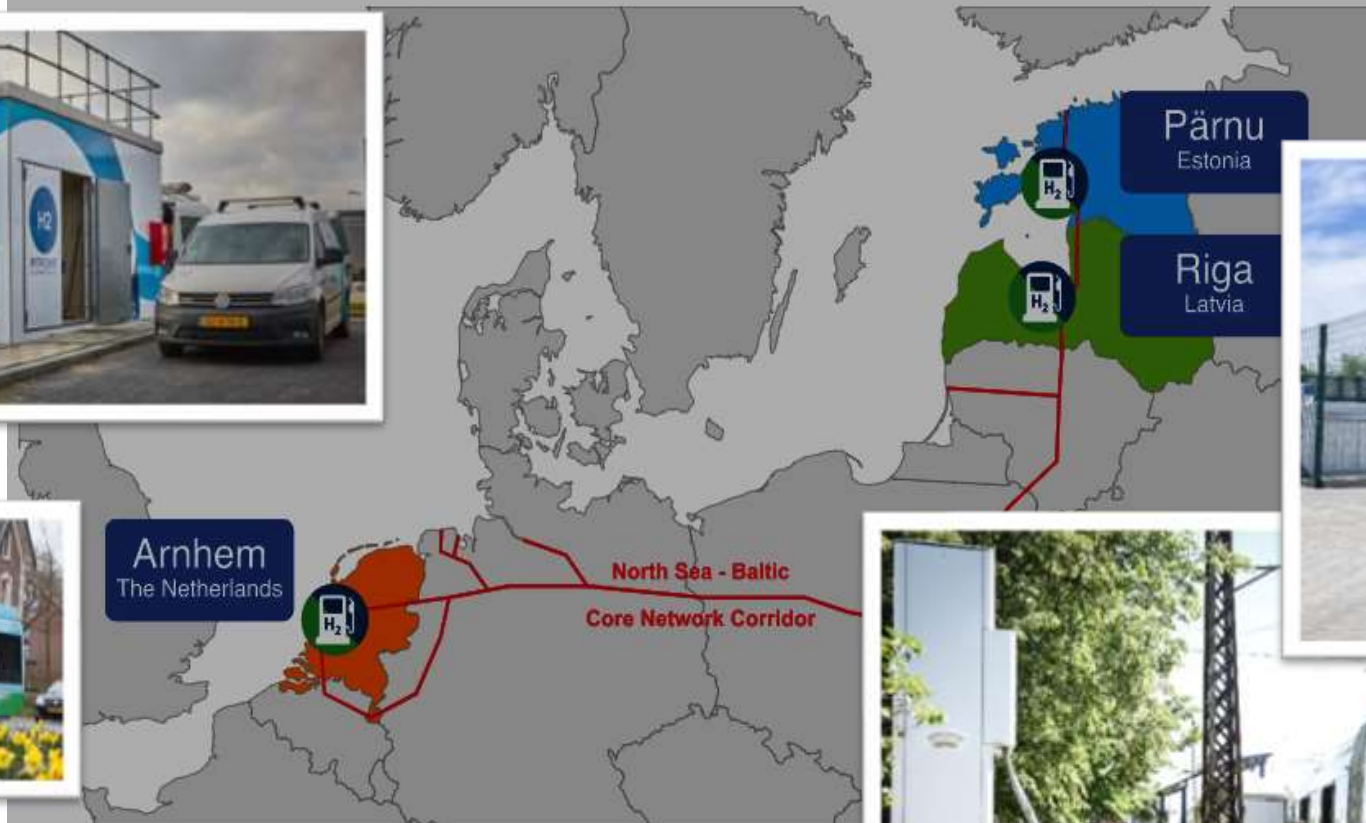 H2
Pärnu
Estonia
H₂
Riga
Latvia
H₂
Arnhem
The Netherlands
H₂
North Sea - Baltic
Core Network Corridor